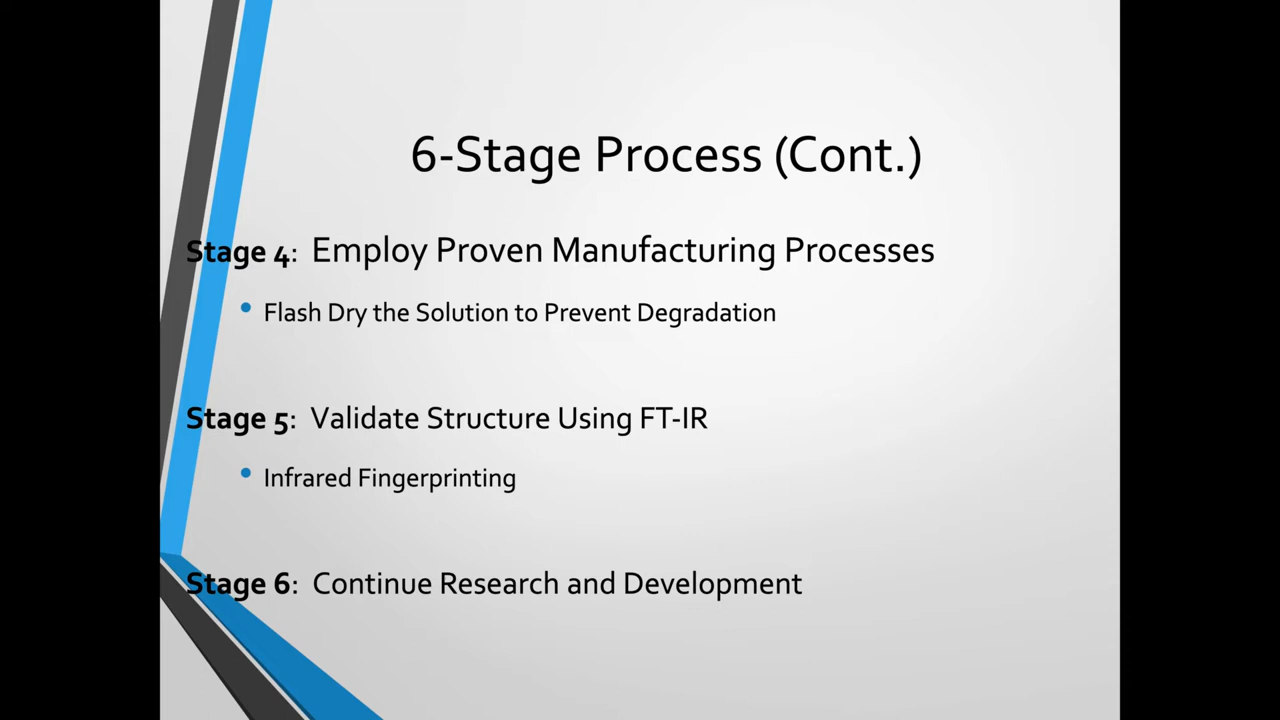 6-Stage Process (Cont.)
Stage 4: Employ Proven Manufacturing Processes
• Flash Dry the Solution to Prevent Degradation
Stage 5: Validate Structure Using FT-IR
• Infrared Fingerprinting
Stage 6: Continue Research and Development